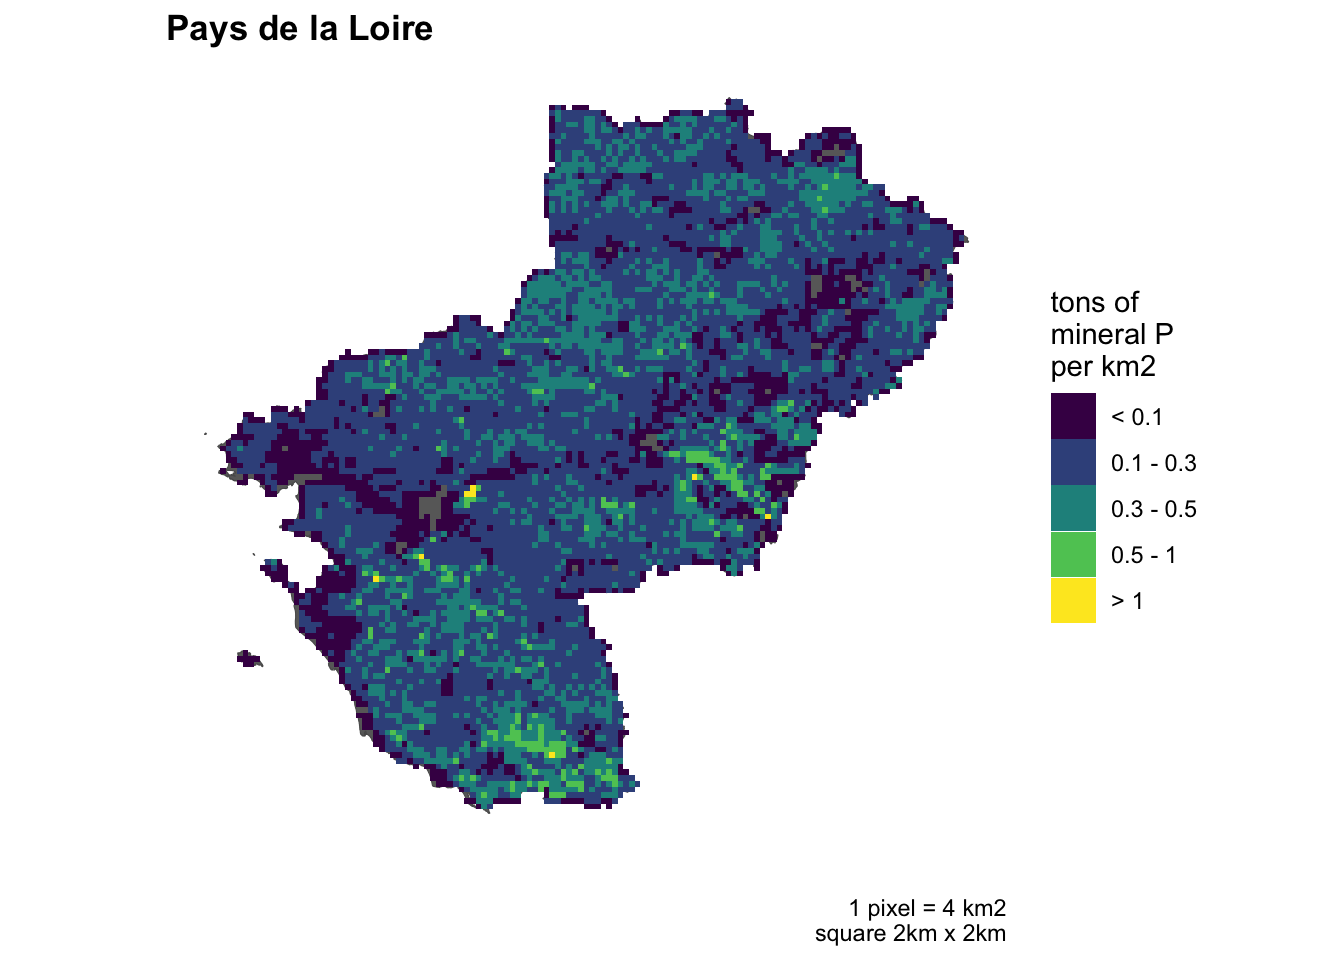 Pays de la Loire
tons of
mineral P
per km2
< 0.1
0.1 - 0.3
0.3 - 0.5
0.5 - 1
> 1
1 pixel = 4 km2
square 2km x 2km